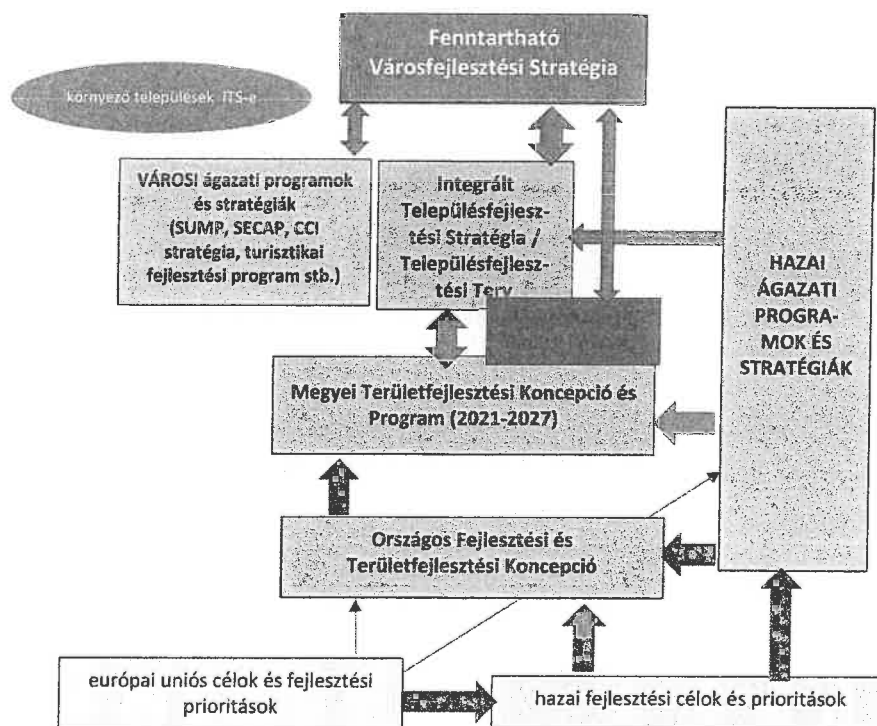 Fenntartható
Városfejlesztési Stratégia
környező települések ITS-e
VÁROSI ágazati programok
és stratégiák
(SUMP, SECAP, CCI
stratégia, turisztikai
fejlesztési program stb.)
Integrált
Településfejlesz-
tési Stratégia /
Településfejlesz-
tési Terv
HAZAI
ÁGAZATI
PROGRA-
MOK ÉS
STRATÉGIÁK
Megyei Területfejlesztési Koncepció és
Program (2021-2027)
Országos Fejlesztési és
Területfejlesztési Koncepció
európai uniós célok és fejlesztési
prioritások
hazai fejlesztési célok és prioritások